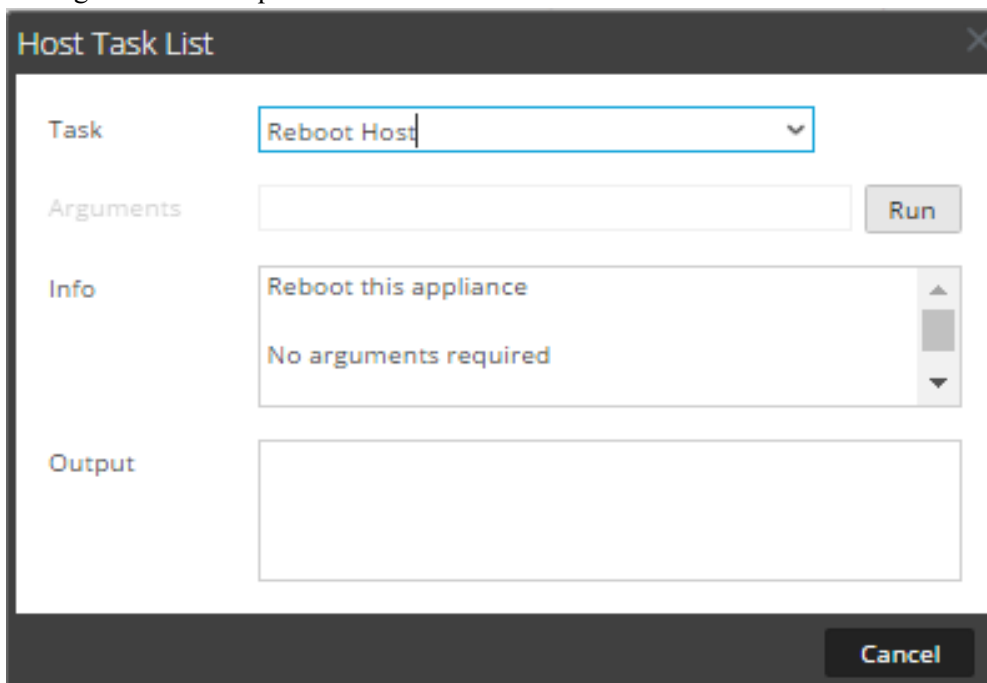 Host Task List
Task
Reboot Host
Arguments
Run
Info
Reboot this appliance
No arguments required
Output
Cancel